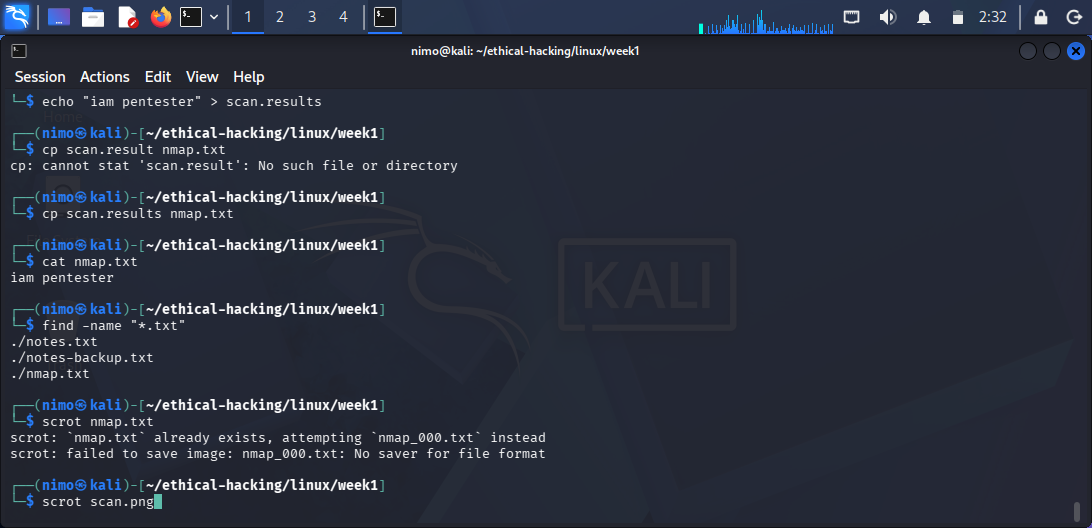 1 2 3 4 2:32
nimo@kali: ~/ethical-hacking/linux/week1
Session Actions Edit View Help
└─$ echo "iam pentester" > scan.results
┌──(nimo㉿kali)-[~/ethical-hacking/linux/week1]
└─$ cp scan.result nmap.txt
cp: cannot stat 'scan.result': No such file or directory
┌──(nimo㉿kali)-[~/ethical-hacking/linux/week1]
└─$ cp scan.results nmap.txt
┌──(nimo㉿kali)-[~/ethical-hacking/linux/week1]
└─$ cat nmap.txt
iam pentester
┌──(nimo㉿kali)-[~/ethical-hacking/linux/week1]
└─$ find -name "*.txt"
./notes.txt
./notes-backup.txt
./nmap.txt
┌──(nimo㉿kali)-[~/ethical-hacking/linux/week1]
└─$ scrot nmap.txt
scrot: `nmap.txt` already exists, attempting `nmap_000.txt` instead
scrot: failed to save image: nmap_000.txt: No saver for file format
┌──(nimo㉿kali)-[~/ethical-hacking/linux/week1]
└─$ scrot scan.png
KALI
Home